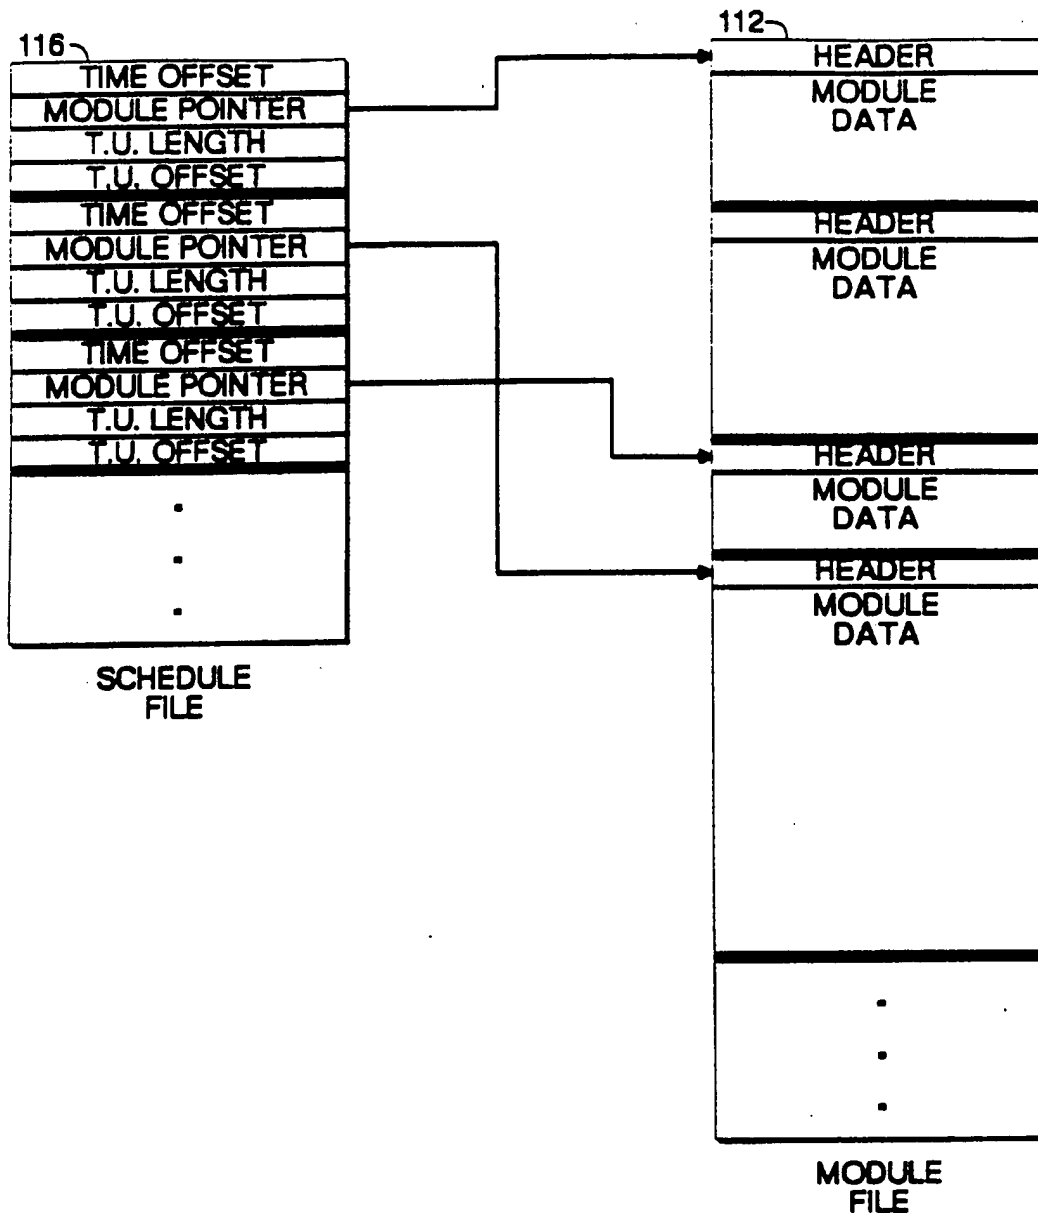 116
TIME OFFSET
MODULE POINTER
T.U. LENGTH
T.U. OFFSET
TIME OFFSET
MODULE POINTER
T.U. LENGTH
T.U. OFFSET
TIME OFFSET
MODULE POINTER
T.U. LENGTH
T.U. OFFSET
SCHEDULE
FILE
112
HEADER
MODULE
DATA
HEADER
MODULE
DATA
HEADER
MODULE
DATA
HEADER
MODULE
DATA
MODULE
FILE